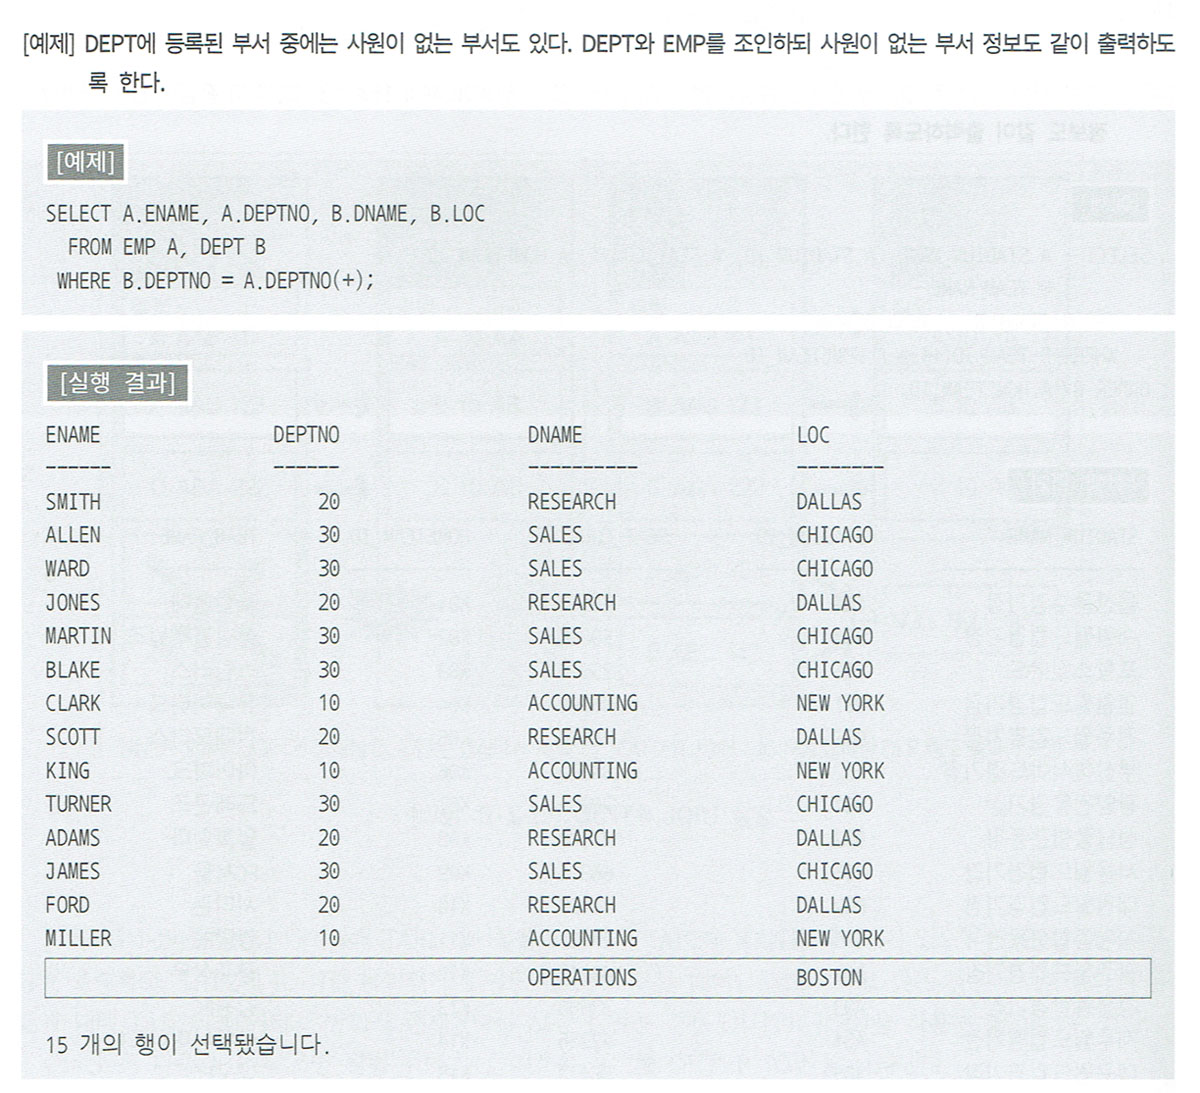 [예제] DEPT에 등록된 부서 중에는 사원이 없는 부서도 있다. DEPT와 EMP를 조인하되 사원이 없는 부서 정보도 같이 출력하도
록 한다.
[예제]
SELECT A.ENAME, A.DEPTNO, B.DNAME, B.LOC
FROM EMP A, DEPT B
WHERE B.DEPTNO = A.DEPTNO(+);
[실행 결과]
ENAME DEPTNO DNAME LOC
------ ------ ---------- --------
SMITH 20 RESEARCH DALLAS
ALLEN 30 SALES CHICAGO
WARD 30 SALES CHICAGO
JONES 20 RESEARCH DALLAS
MARTIN 30 SALES CHICAGO
BLAKE 30 SALES CHICAGO
CLARK 10 ACCOUNTING NEW YORK
SCOTT 20 RESEARCH DALLAS
KING 10 ACCOUNTING NEW YORK
TURNER 30 SALES CHICAGO
ADAMS 20 RESEARCH DALLAS
JAMES 30 SALES CHICAGO
FORD 20 RESEARCH DALLAS
MILLER 10 ACCOUNTING NEW YORK
OPERATIONS BOSTON
15 개의 행이 선택됐습니다.